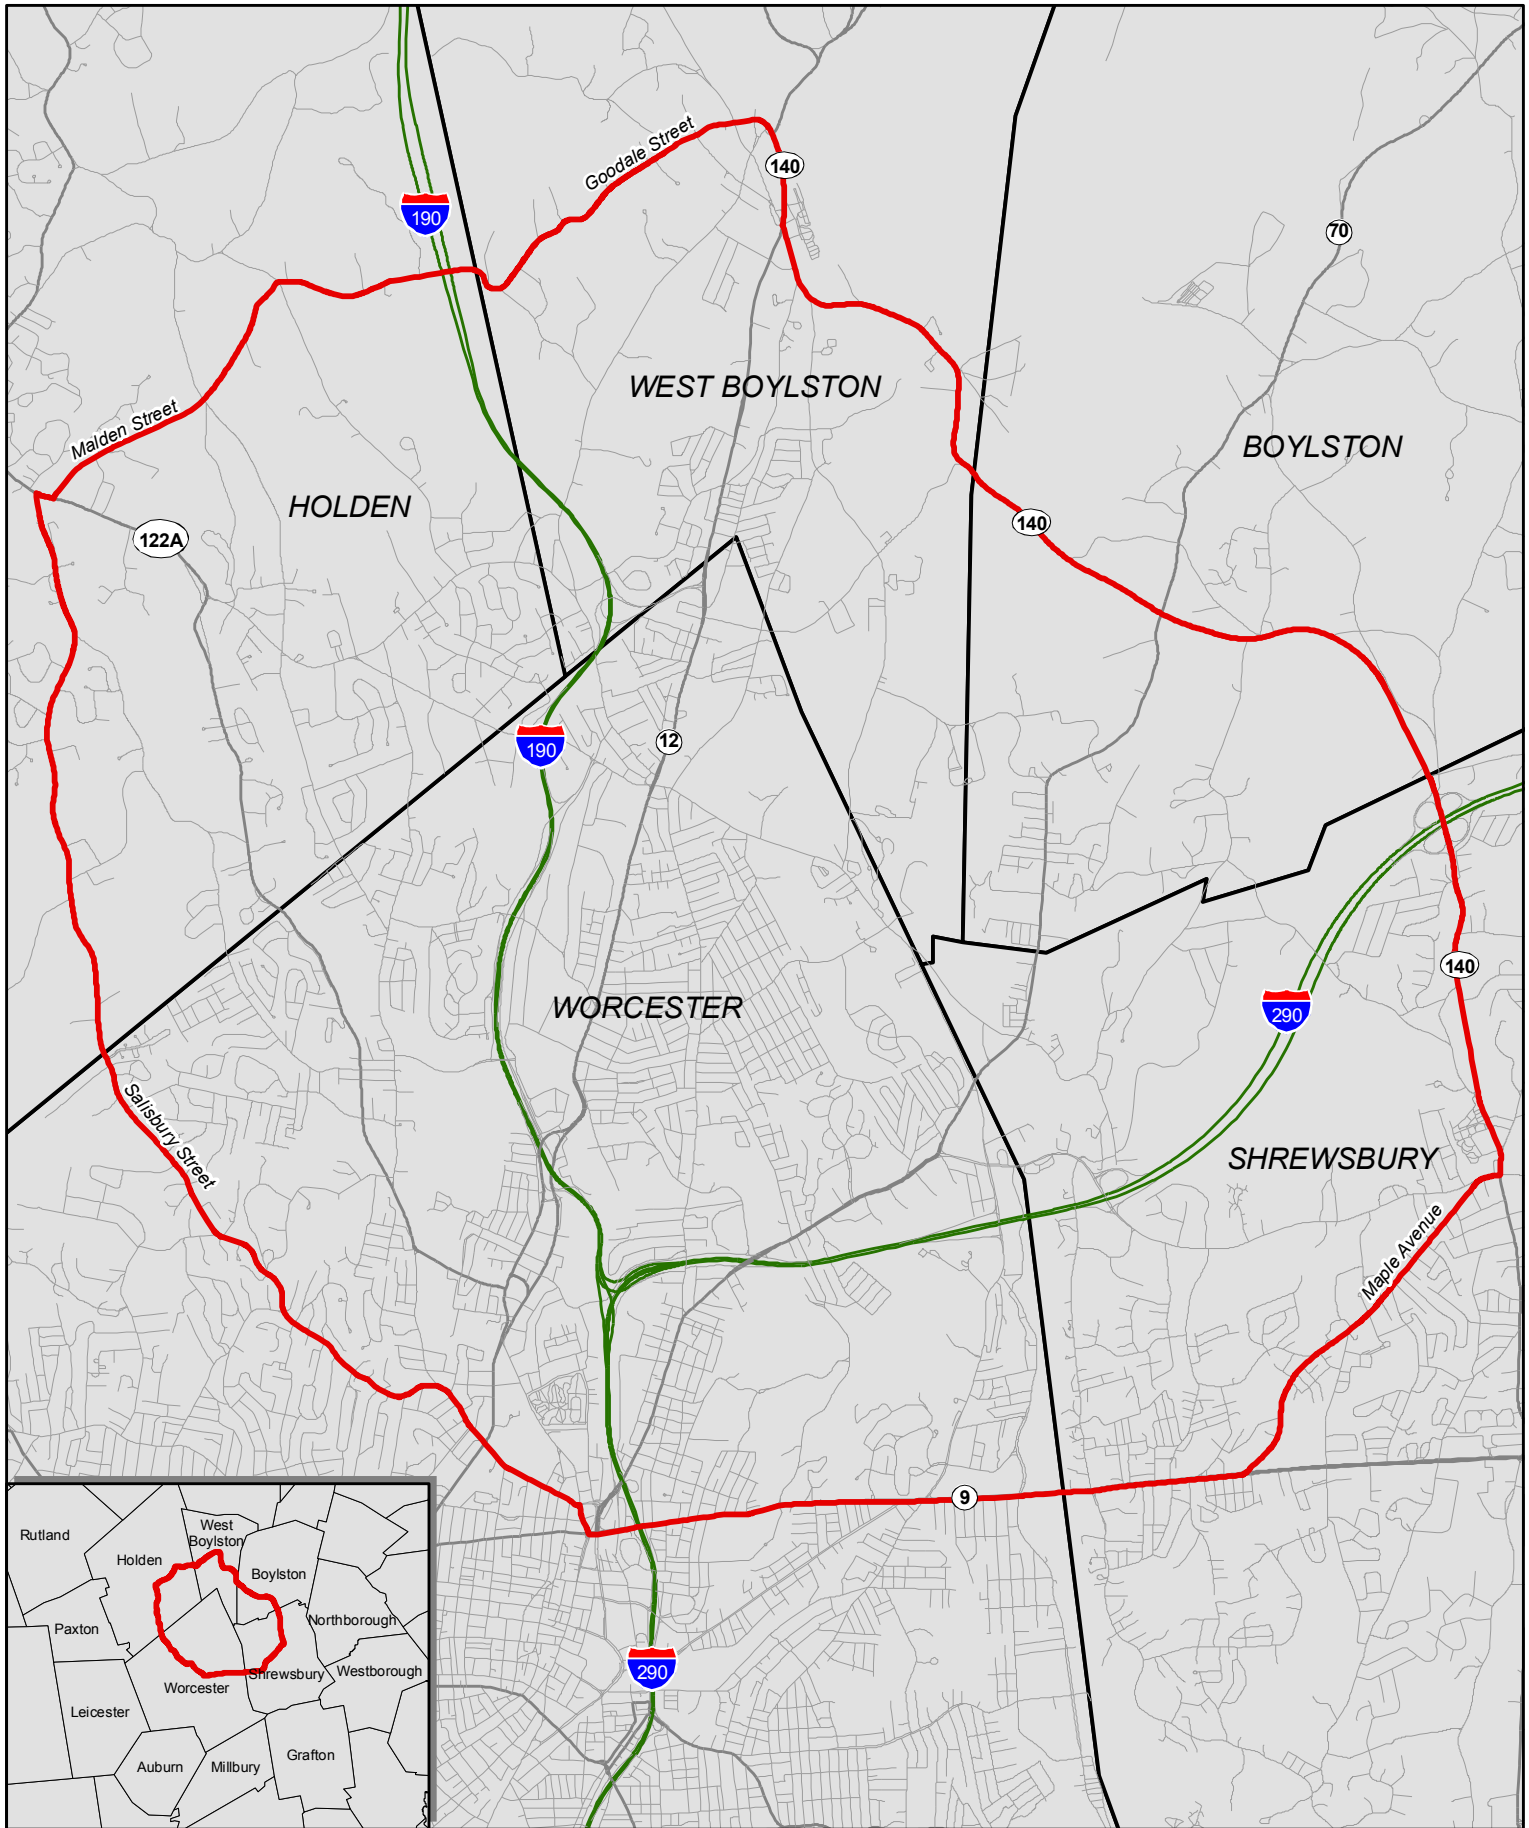 Goodale Street
140
190
70
WEST BOYLSTON
Malden Street
BOYLSTON
HOLDEN
140
122A
190
12
140
WORCESTER
290
Salisbury Street
SHREWSBURY
Maple Avenue
9
290
West
Boylston
Rutland
Holden
Boylston
Northborough
Paxton
Westborough
Shrewsbury
Worcester
Leicester
Grafton
Auburn
Millbury